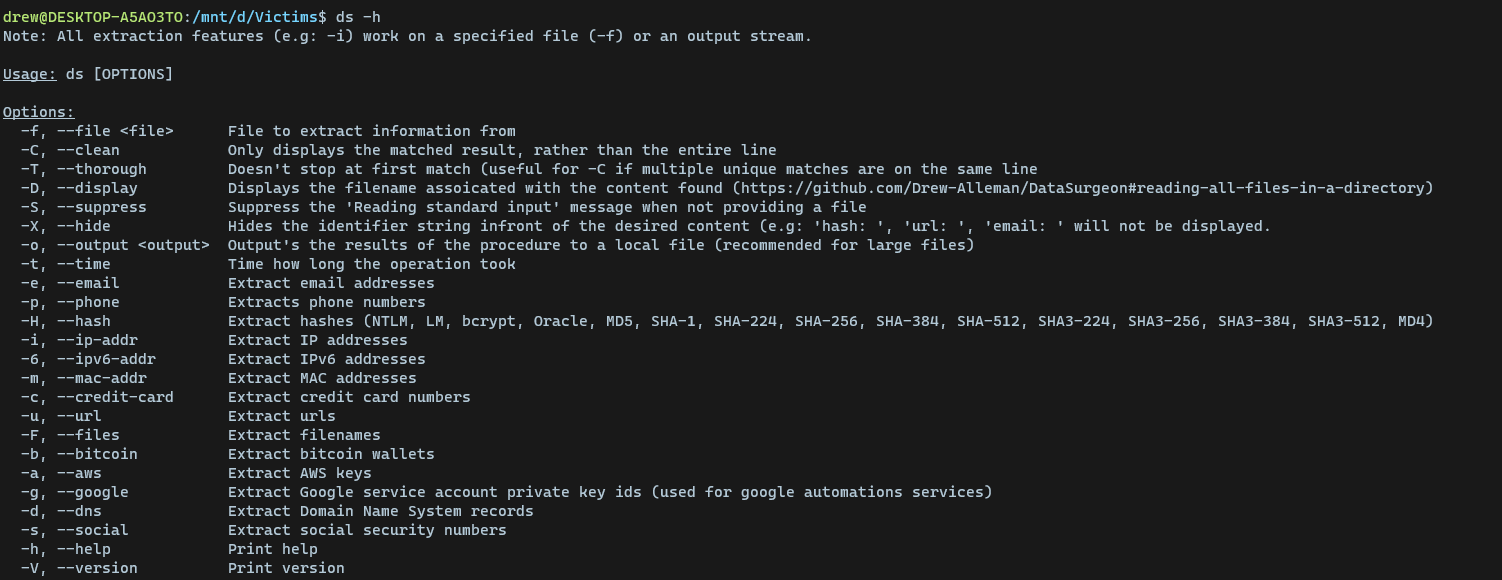 drew@DESKTOP-A5AO3TO:/mnt/d/Victims$ ds -h
Note: All extraction features (e.g: -i) work on a specified file (-f) or an output stream.
Usage: ds [OPTIONS]
Options:
-f, --file <file> File to extract information from
-C, --clean Only displays the matched result, rather than the entire line
-T, --thorough Doesn't stop at first match (useful for -C if multiple unique matches are on the same line
-D, --display Displays the filename assoicated with the content found (https://github.com/Drew-Alleman/DataSurgeon#reading-all-files-in-a-directory)
-S, --suppress Suppress the 'Reading standard input' message when not providing a file
-X, --hide Hides the identifier string infront of the desired content (e.g: 'hash: ', 'url: ', 'email: ' will not be displayed.
-o, --output <output> Output's the results of the procedure to a local file (recommended for large files)
-t, --time Time how long the operation took
-e, --email Extract email addresses
-p, --phone Extracts phone numbers
-H, --hash Extract hashes (NTLM, LM, bcrypt, Oracle, MD5, SHA-1, SHA-224, SHA-256, SHA-384, SHA-512, SHA3-224, SHA3-256, SHA3-384, SHA3-512, MD4)
-i, --ip-addr Extract IP addresses
-6, --ipv6-addr Extract IPv6 addresses
-m, --mac-addr Extract MAC addresses
-c, --credit-card Extract credit card numbers
-u, --url Extract urls
-F, --files Extract filenames
-b, --bitcoin Extract bitcoin wallets
-a, --aws Extract AWS keys
-g, --google Extract Google service account private key ids (used for google automations services)
-d, --dns Extract Domain Name System records
-s, --social Extract social security numbers
-h, --help Print help
-V, --version Print version